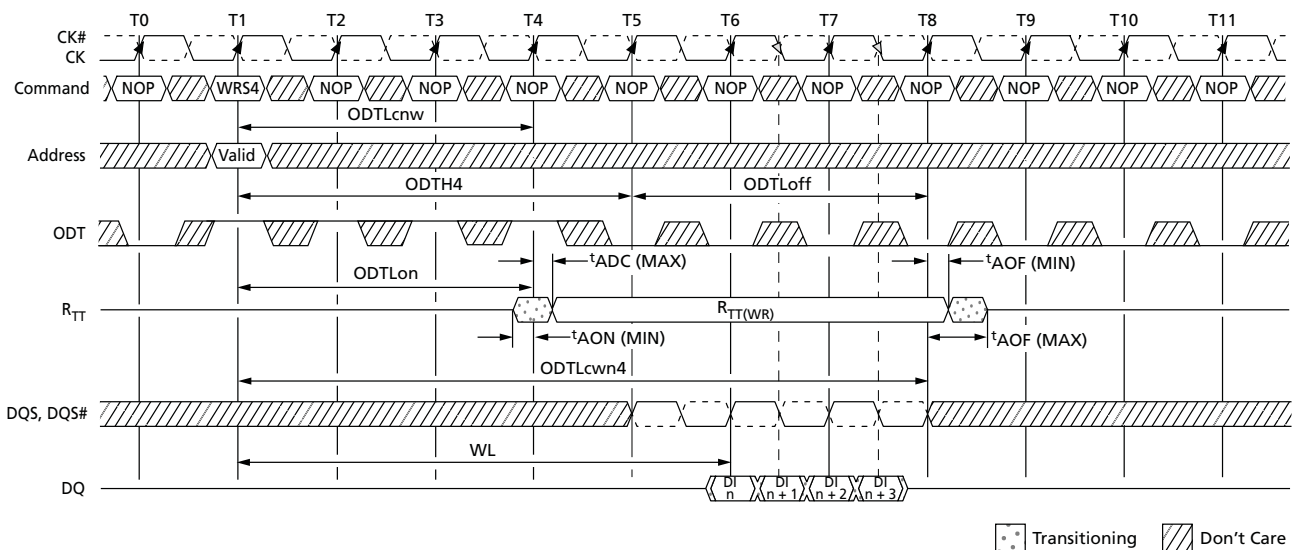 T0 T1 T2 T3 T4 T5 T6 T7 T8 T9 T10 T11
CK#
CK
Command NOP WRS4 NOP NOP NOP NOP NOP NOP NOP NOP NOP NOP
ODTLcnw
Address Valid
ODTH4 ODTLoff
ODT
tADC (MAX) tAOF (MIN)
ODTLon
RTT RTT(WR)
tAON (MIN) tAOF (MAX)
ODTLcwn4
DQS, DQS#
WL
DQ DI n DI n + 1 DI n + 2 DI n + 3
Transitioning Don't Care